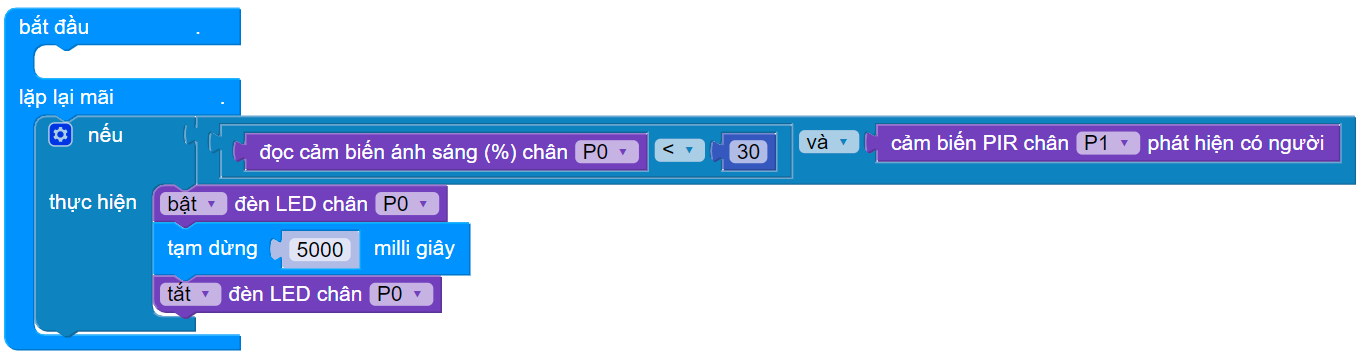 bắt đầu .
lặp lại mãi .
nếu đọc cảm biến ánh sáng (%) chân P0 < 30 và cảm biến PIR chân P1 phát hiện có người
thực hiện bật đèn LED chân P0
tạm dừng 5000 milli giây
tắt đèn LED chân P0